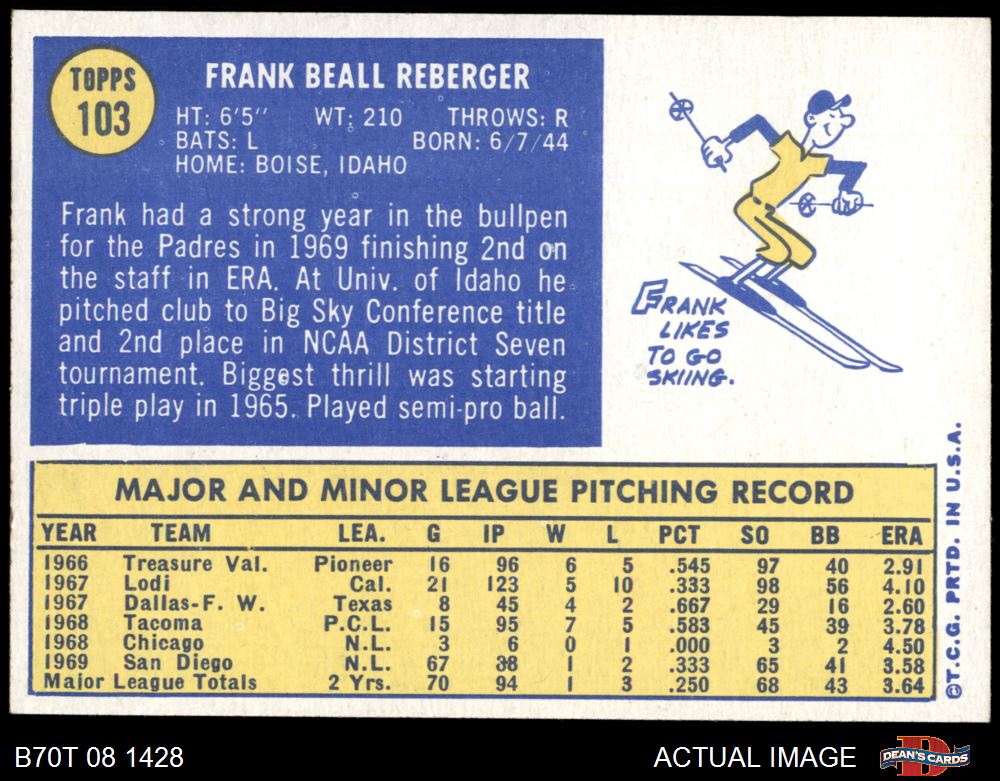 TOPPS
103
FRANK BEALL REBERGER
HT: 6'5'' WT: 210 THROWS: R
BATS: L BORN: 6/7/44
HOME: BOISE, IDAHO
Frank had a strong year in the bullpen
for the Padres in 1969 finishing 2nd on
the staff in ERA. At Univ. of Idaho he
pitched club to Big Sky Conference title
and 2nd place in NCAA District Seven
tournament. Biggest thrill was starting
triple play in 1965. Played semi-pro ball.
FRANK
LIKES
TO GO
SKIING.
MAJOR AND MINOR LEAGUE PITCHING RECORD
YEAR TEAM LEA. G IP W L PCT SO BB ERA
1966 Treasure Val. Pioneer 16 96 6 5 .545 97 40 2.91
1967 Lodi Cal. 21 123 5 10 .333 98 56 4.10
1967 Dallas-F. W. Texas 8 45 4 2 .667 29 16 2.60
1968 Tacoma P.C.L. 15 95 7 5 .583 45 39 3.78
1968 Chicago N.L. 3 6 0 1 .000 3 2 4.50
1969 San Diego N.L. 67 88 1 2 .333 65 41 3.58
Major League Totals 2 Yrs. 70 94 1 3 .250 68 43 3.64
©T.C.G. PRTD. IN U.S.A.
B70T 08 1428 ACTUAL IMAGE DEAN'S CARDS